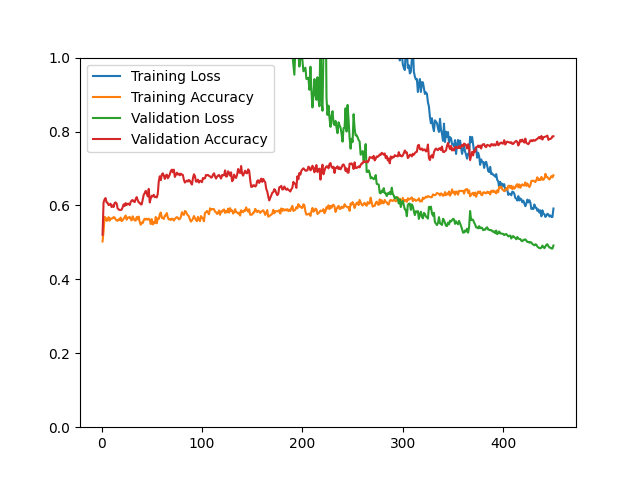 1.0
0.8
0.6
0.4
0.2
0.0
0 100 200 300 400
Training Loss
Training Accuracy
Validation Loss
Validation Accuracy